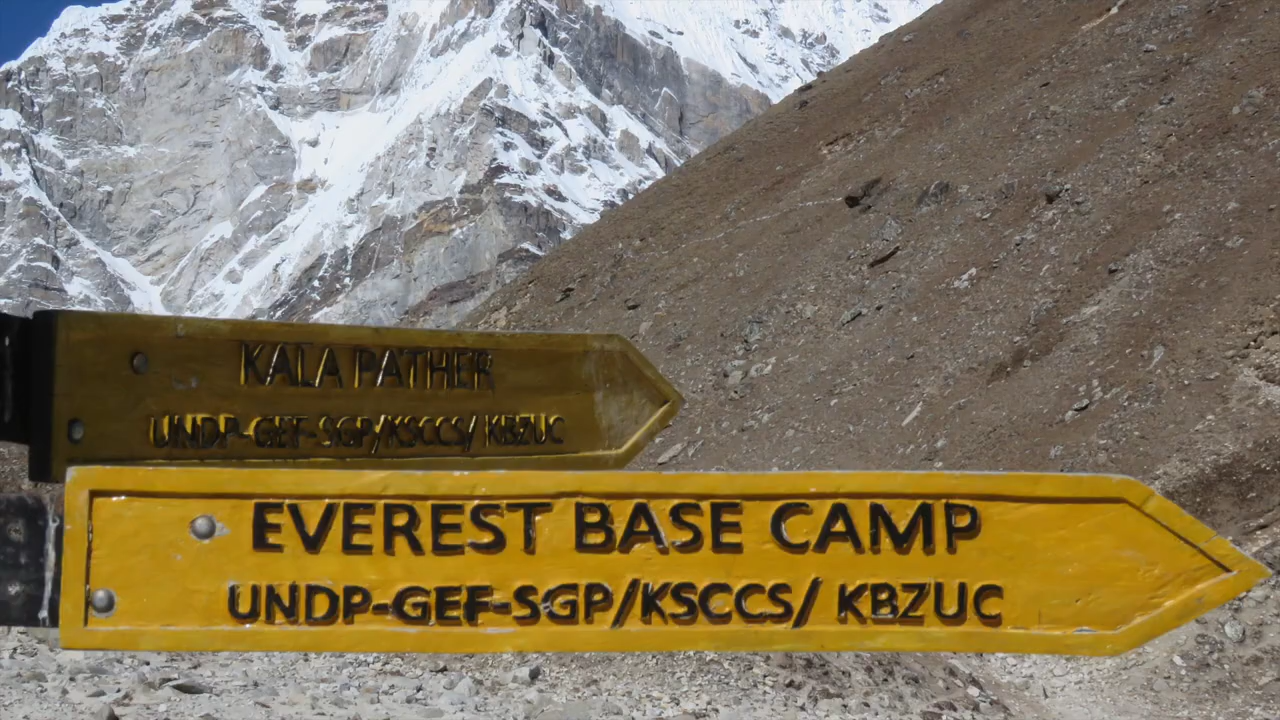 KALA PATHER
UNDP-GEF-SGP/KSCCS/ KBZUC
EVEREST BASE CAMP
UNDP-GEF-SGP/KSCCS/ KBZUC